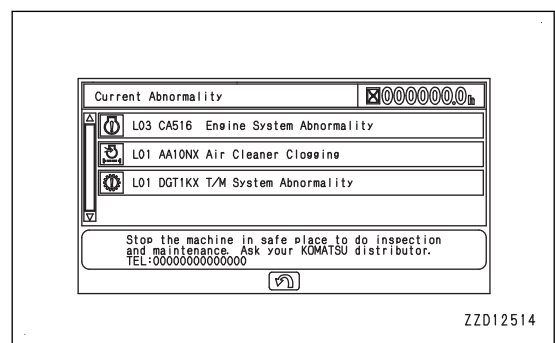 Current Abnormality 000000.0h
L03 CA516 Engine System Abnormality
L01 AA10NX Air Cleaner Clogging
L01 DGT1KX T/M System Abnormality
Stop the machine in safe place to do inspection
and maintenance. Ask your KOMATSU distributor.
TEL:00000000000000
ZZD12514